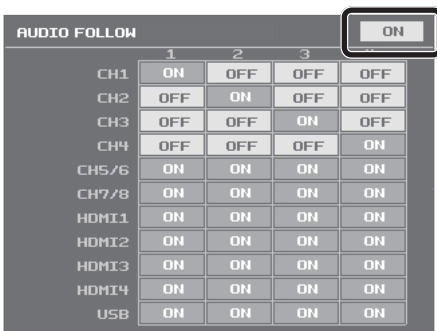 AUDIO FOLLOW ON
1 2 3
CH1 ON OFF OFF OFF
CH2 OFF ON OFF OFF
CH3 OFF OFF ON OFF
CH4 OFF OFF OFF ON
CH5/6 ON ON ON ON
CH7/8 ON ON ON ON
HDMI1 ON ON ON ON
HDMI2 ON ON ON ON
HDMI3 ON ON ON ON
HDMI4 ON ON ON ON
USB ON ON ON ON